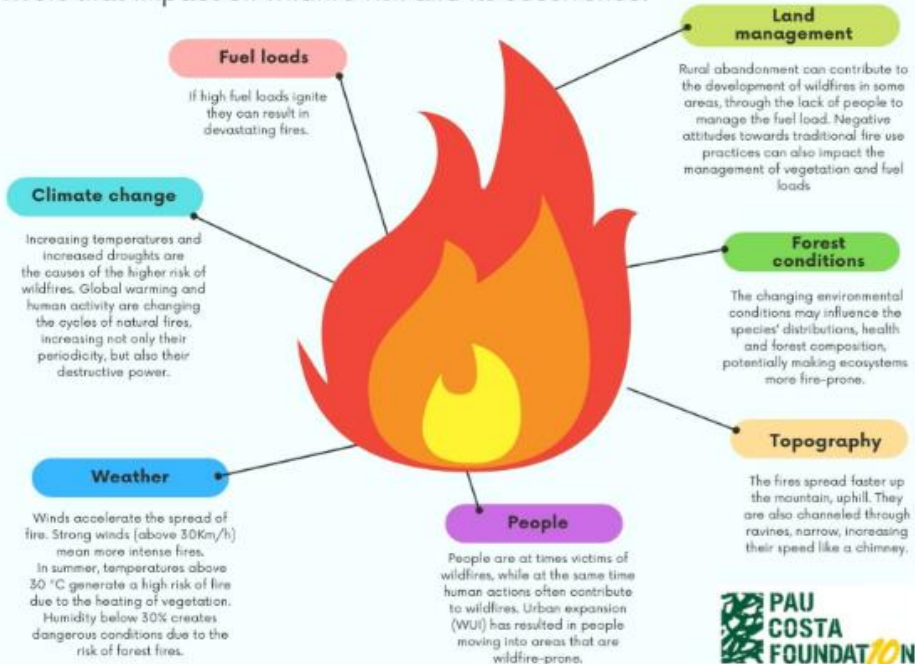 Fuel loads
If high fuel loads ignite
they can result in
devastating fires.
Climate change
Increasing temperatures and
increased droughts are
the causes of the higher risk of
wildfires. Global warming and
human activity are changing
the cycles of natural fires,
increasing not only their
periodicity, but also their
destructive power.
Weather
Winds accelerate the spread of
fire. Strong winds (above 30Km/h)
mean more intense fires.
In summer, temperatures above
30 °C generate a high risk of fire
due to the heating of vegetation.
Humidity below 30% creates
dangerous conditions due to the
risk of forest fires.
People
People are at times victims of
wildfires, while at the same time
human actions often contribute
to wildfires. Urban expansion
(WUI) has resulted in people
moving into areas that are
wildfire-prone.
Land
management
Rural abandonment can contribute to
the development of wildfires in some
areas, through the lack of people to
manage the fuel load. Negative
attitudes towards traditional fire use
practices can also impact the
management of vegetation and fuel
loads
Forest
conditions
The changing environmental
conditions may influence the
species' distributions, health
and forest composition,
potentially making ecosystems
more fire-prone.
Topography
The fires spread faster up
the mountain, uphill. They
are also channeled through
ravines, narrow, increasing
their speed like a chimney.
PAU
COSTA
FOUNDAT10N